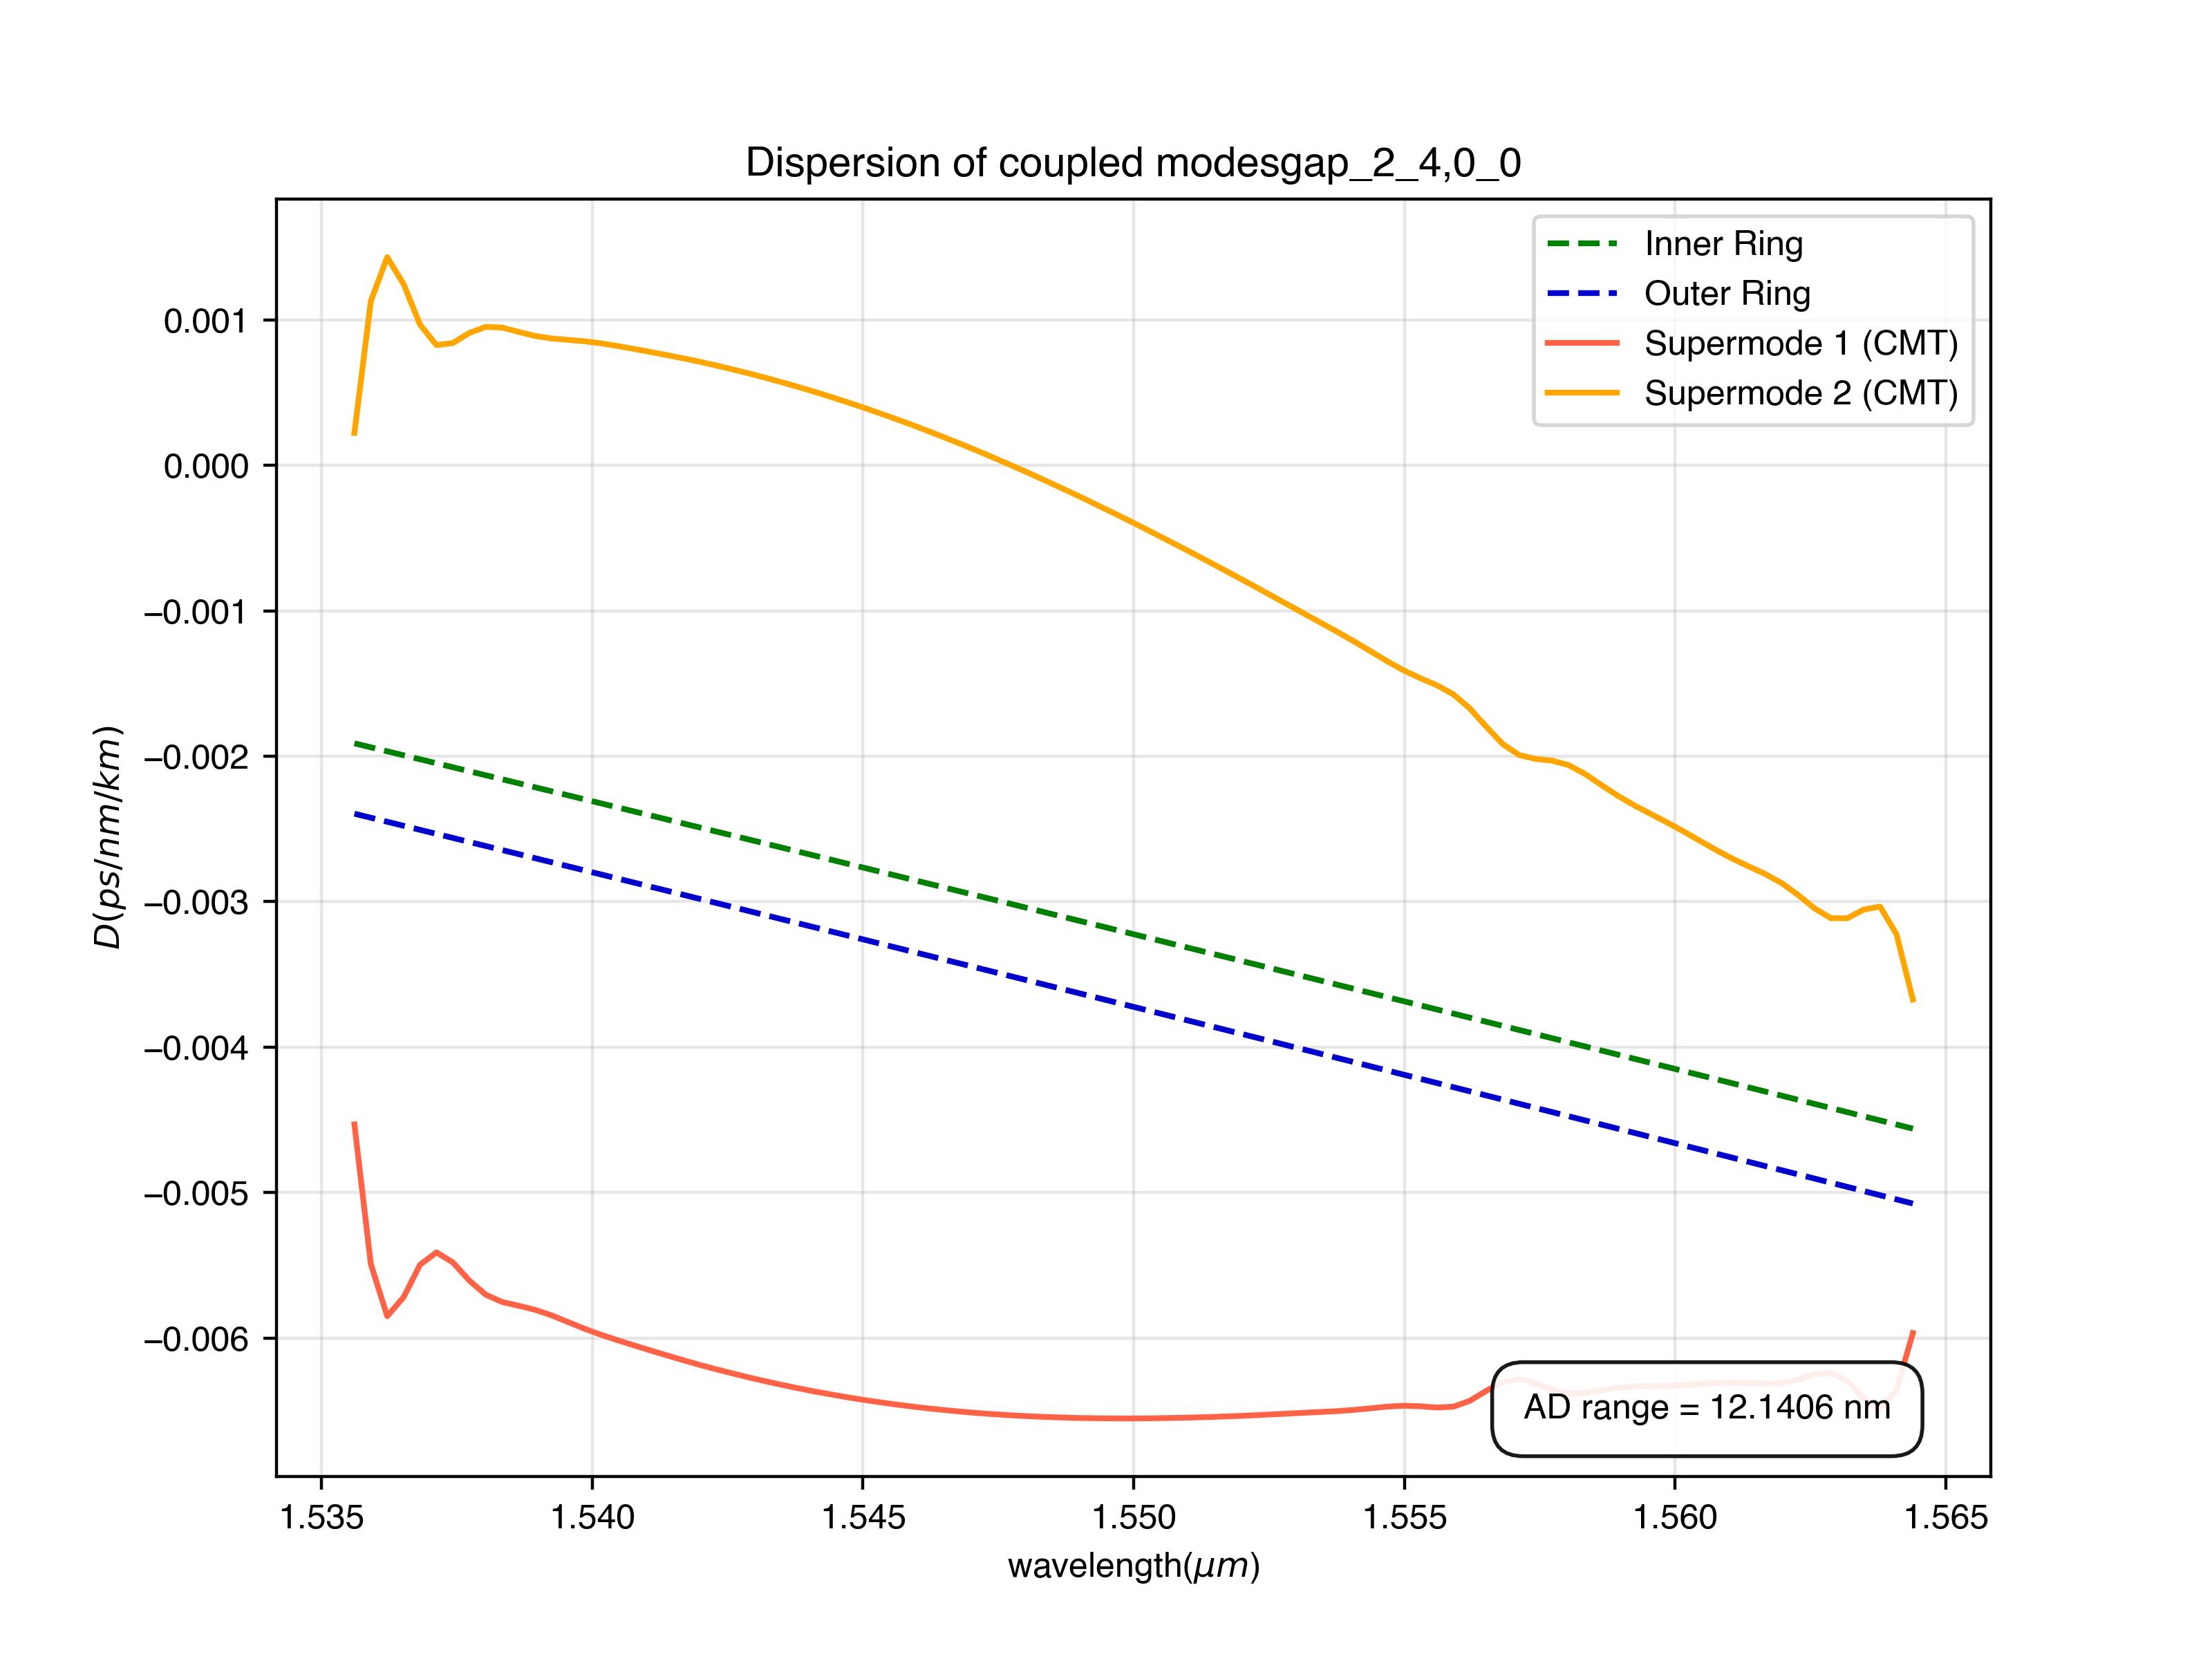 Dispersion of coupled modesgap_2_4,0_0
Inner Ring
Outer Ring
Supermode 1 (CMT)
Supermode 2 (CMT)
0.001
0.000
−0.001
−0.002
−0.003
−0.004
−0.005
−0.006
D(ps/nm/km)
AD range = 12.1406 nm
1.535 1.540 1.545 1.550 1.555 1.560 1.565
wavelength(μm)